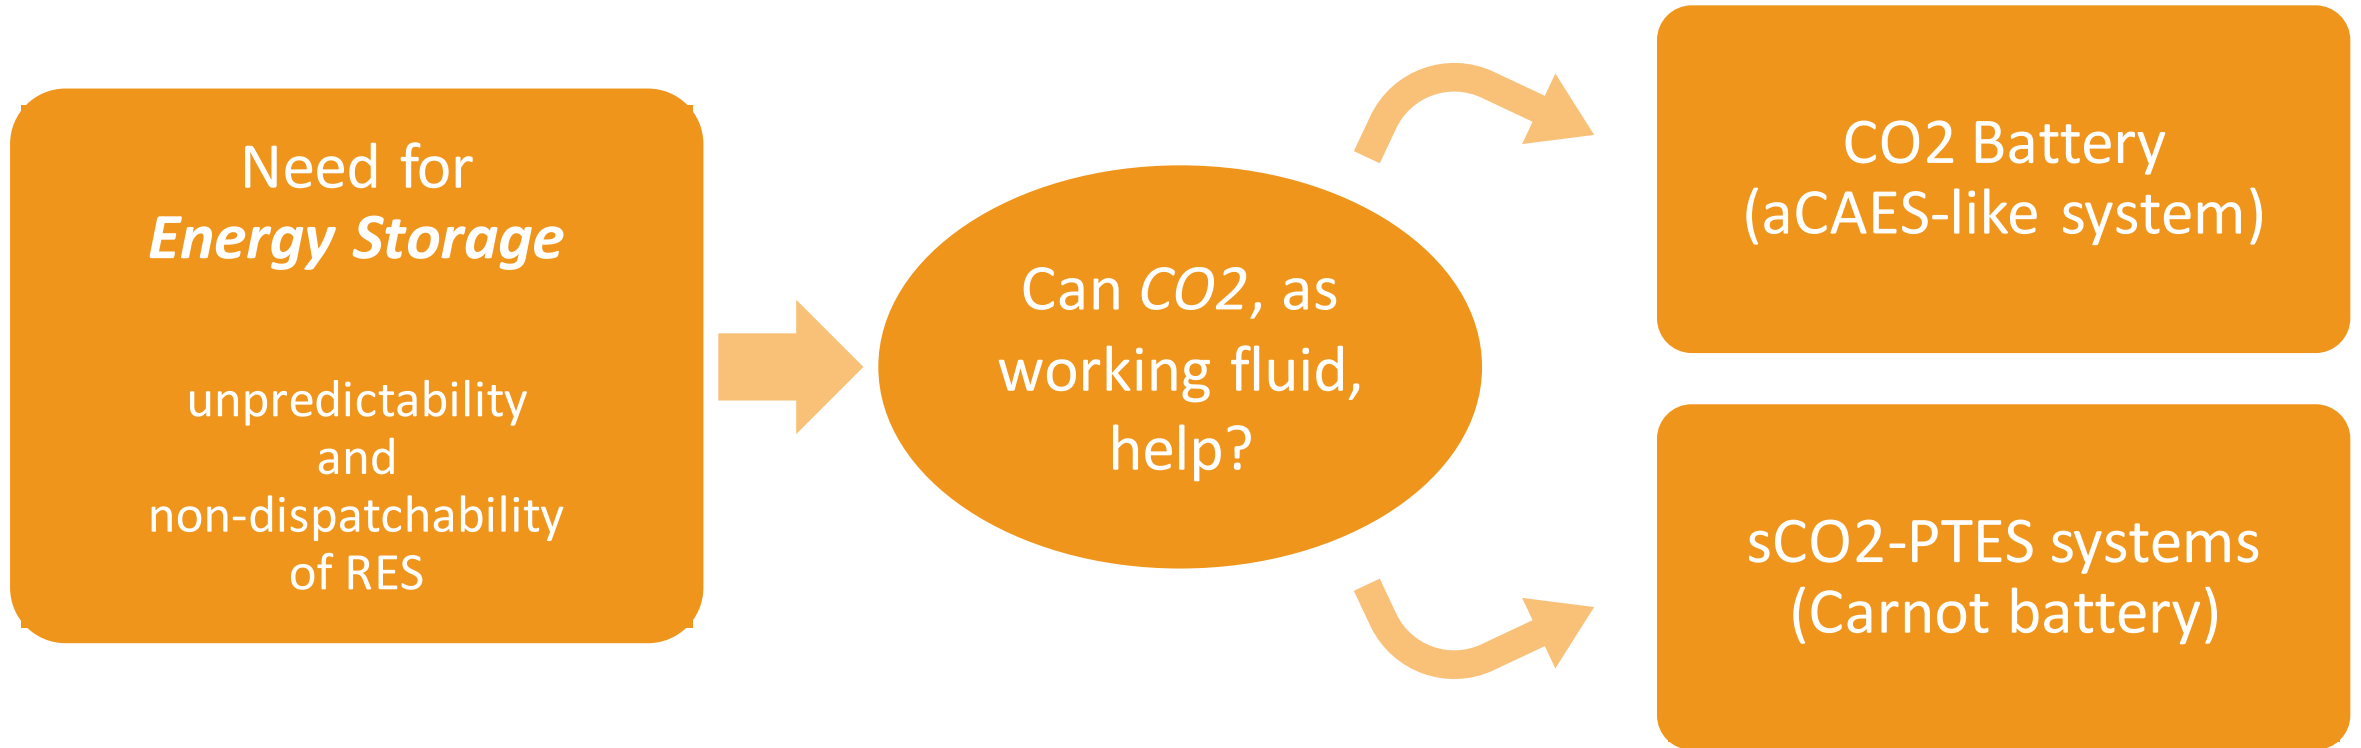 Need for
Energy Storage
unpredictability
and
non-dispatchability
of RES
Can CO2, as
working fluid,
help?
CO2 Battery
(aCAES-like system)
sCO2-PTES systems
(Carnot battery)